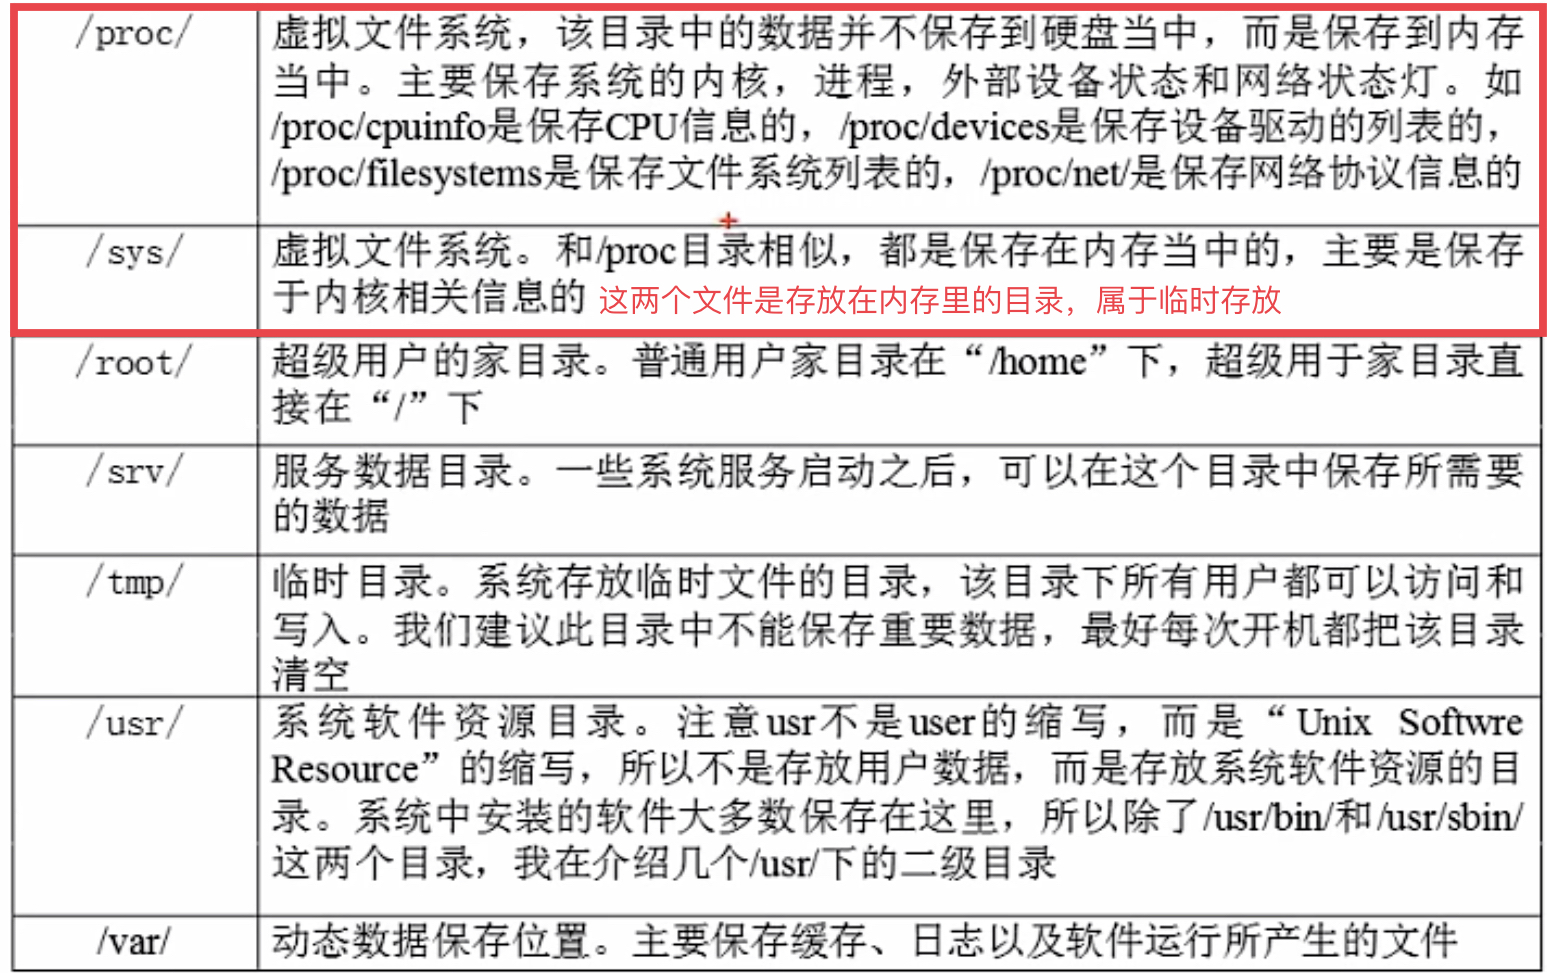 /proc/ 虚拟文件系统，该目录中的数据并不保存到硬盘当中，而是保存到内存
当中。主要保存系统的内核，进程，外部设备状态和网络状态灯。如
/proc/cpuinfo是保存CPU信息的，/proc/devices是保存设备驱动的列表的，
/proc/filesystems是保存文件系统列表的，/proc/net/是保存网络协议信息的
/sys/ 虚拟文件系统。和/proc目录相似，都是保存在内存当中的，主要是保存
于内核相关信息的 这两个文件是存放在内存里的目录，属于临时存放
/root/ 超级用户的家目录。普通用户家目录在“/home”下，超级用于家目录直
接在“/”下
/srv/ 服务数据目录。一些系统服务启动之后，可以在这个目录中保存所需要
的数据
/tmp/ 临时目录。系统存放临时文件的目录，该目录下所有用户都可以访问和
写入。我们建议此目录中不能保存重要数据，最好每次开机都把该目录
清空
/usr/ 系统软件资源目录。注意usr不是user的缩写，而是“Unix Softwre
Resource”的缩写，所以不是存放用户数据，而是存放系统软件资源的目
录。系统中安装的软件大多数保存在这里，所以除了/usr/bin/和/usr/sbin/
这两个目录，我在介绍几个/usr/下的二级目录
/var/ 动态数据保存位置。主要保存缓存、日志以及软件运行所产生的文件